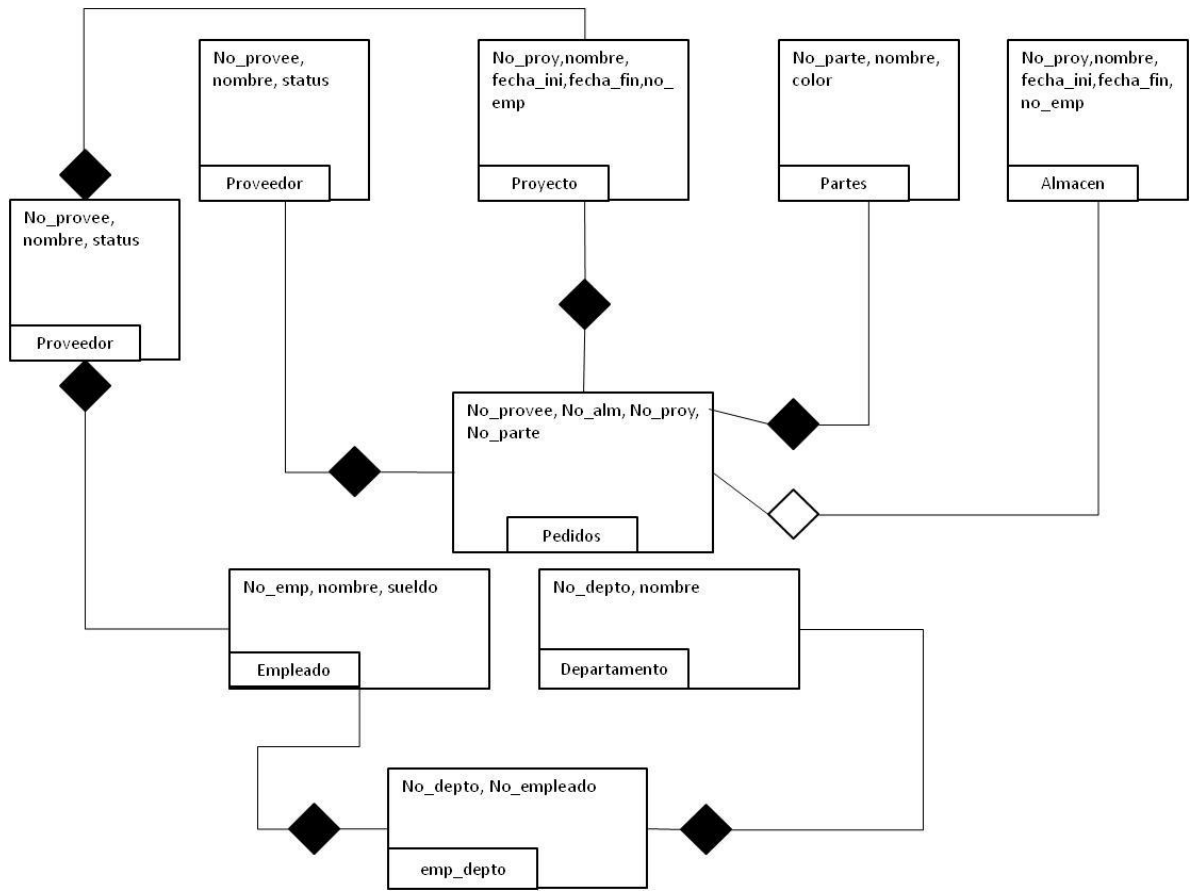 No_provee,
nombre, status
Proveedor
No_proy,nombre,
fecha_ini,fecha_fin,no_
emp
Proyecto
No_parte, nombre,
color
Partes
No_proy,nombre,
fecha_ini,fecha_fin,
no_emp
Almacen
No_provee,
nombre, status
Proveedor
No_provee, No_alm, No_proy,
No_parte
Pedidos
No_emp, nombre, sueldo
Empleado
No_depto, nombre
Departamento
No_depto, No_empleado
emp_depto